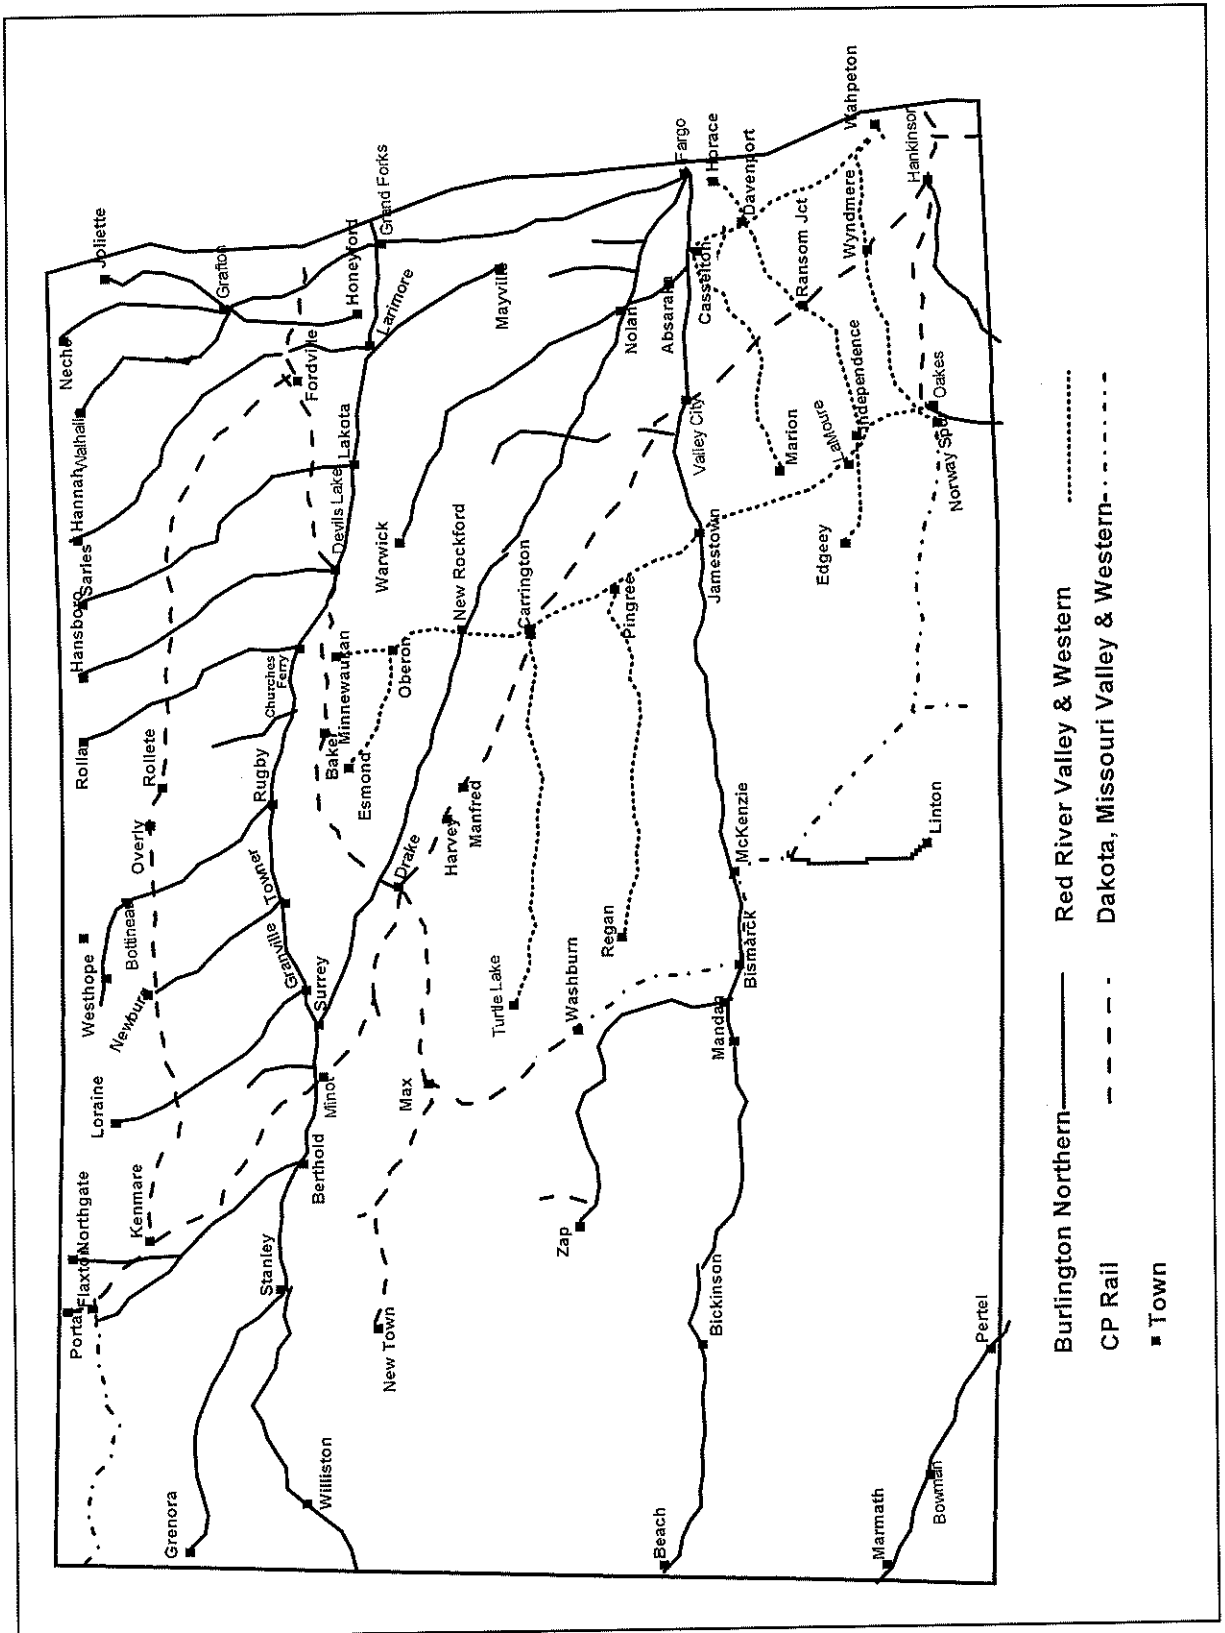 Portal
Flaxton
Northgate
Kenmare
Loraine
Westhope
Newburg
Bottineau
Overly
Rollete
Rolla
Hansboro
Sarles
Hannah
Walhalla
Neche
Joliette
Grafton
Grenora
Williston
Stanley
Berthold
Minot
Surrey
Granville
Towner
Rugby
Churches
Ferry
Devils Lake
Lakota
Fordville
Larimore
Honeyford
Grand Forks
New Town
Max
Drake
Harvey
Manfred
Baker
Esmond
Minnewaukan
Oberon
Warwick
New Rockford
Carrington
Mayville
Turtle Lake
Washburn
Regan
Pingree
Zap
Nolan
Absaraka
Casselton
Fargo
Horace
Davenport
Beach
Bickinson
Mandan
Bismarck
McKenzie
Jamestown
Valley City
Marion
Ransom Jct
Wyndmere
Wahpeton
Hankinson
Edgeey
LaMoure
Independence
Oakes
Norway Spur
Linton
Marmath
Bowman
Pertel
Burlington Northern
Red River Valley & Western
CP Rail
Dakota, Missouri Valley & Western
Town